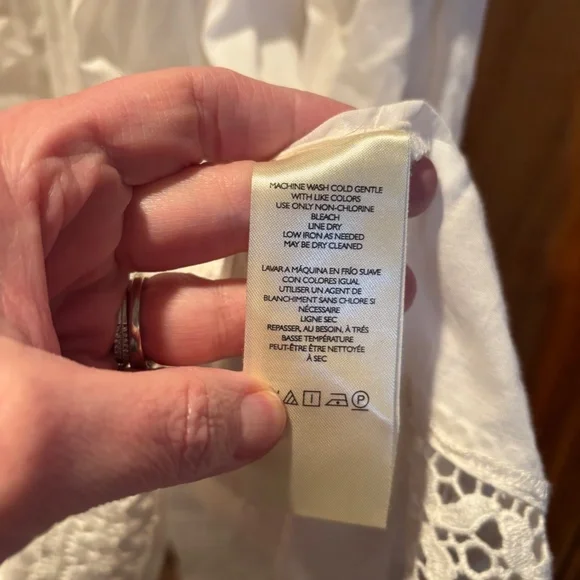 MACHINE WASH COLD GENTLE
WITH LIKE COLORS
USE ONLY NON-CHLORINE
BLEACH
LINE DRY
LOW IRON AS NEEDED
MAY BE DRY CLEANED
LAVAR A MÁQUINA EN FRÍO SUAVE
CON COLORES IGUAL
UTILISER UN AGENT DE
BLANCHIMENT SANS CHLORE SI
NÉCESSAIRE
LIGNE SEC
REPASSER, AU BESOIN, À TRÉS
BASSE TEMPÉRATURE
PEUT-ÊTRE ÊTRE NETTOYÉE
À SEC
P